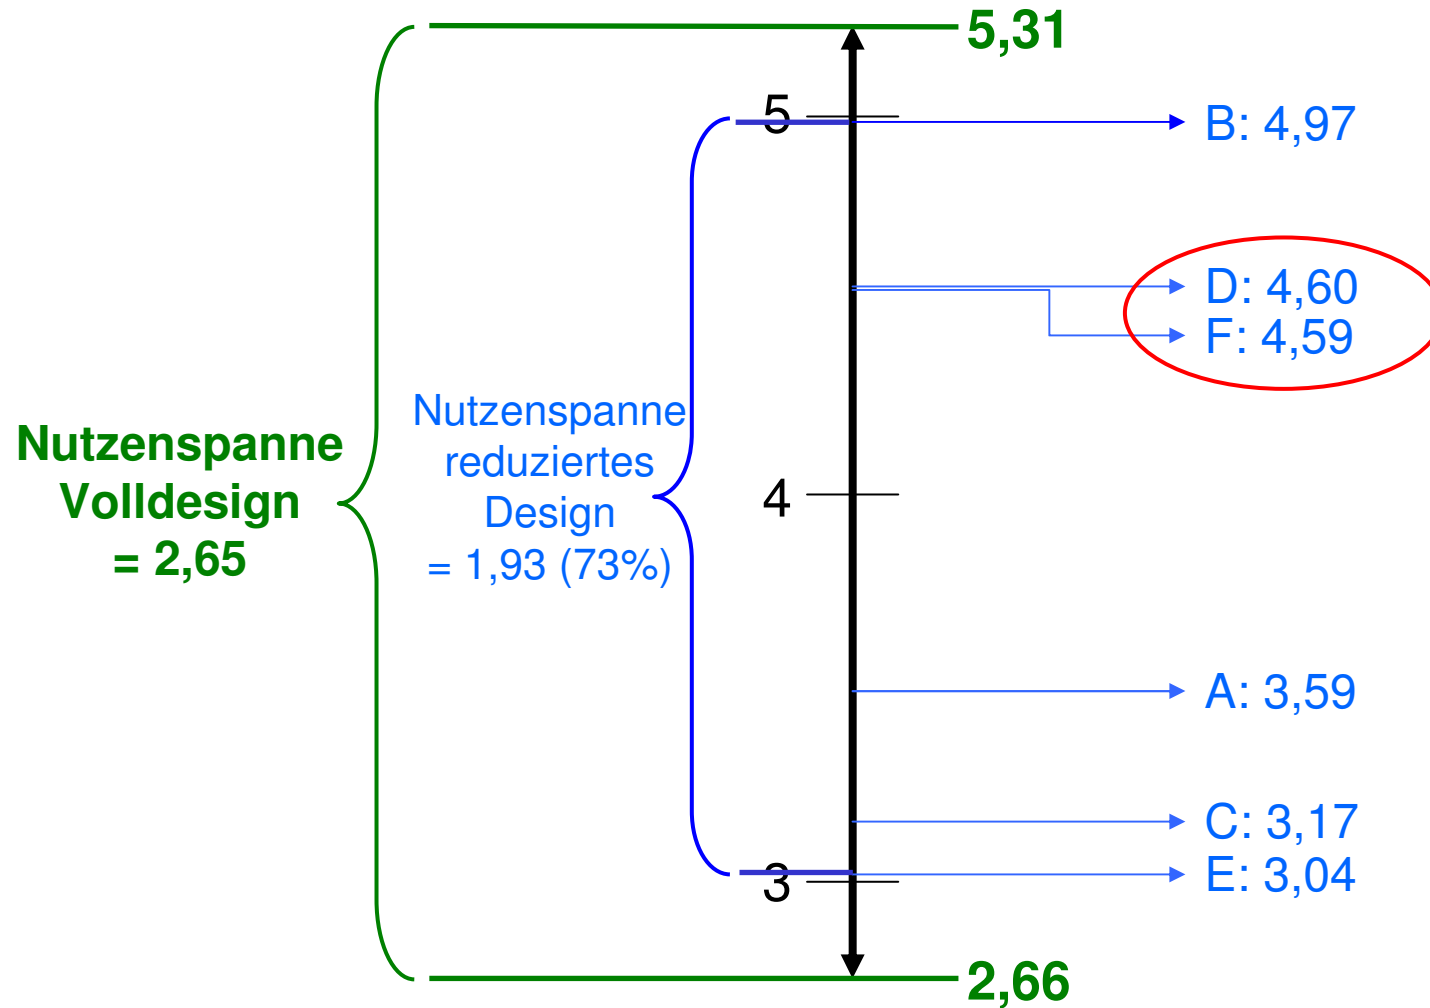 5,31
5
B: 4,97
D: 4,60
F: 4,59
Nutzenspanne
Volldesign
= 2,65
Nutzenspanne
reduziertes
Design
= 1,93 (73%)
4
A: 3,59
C: 3,17
3
E: 3,04
2,66